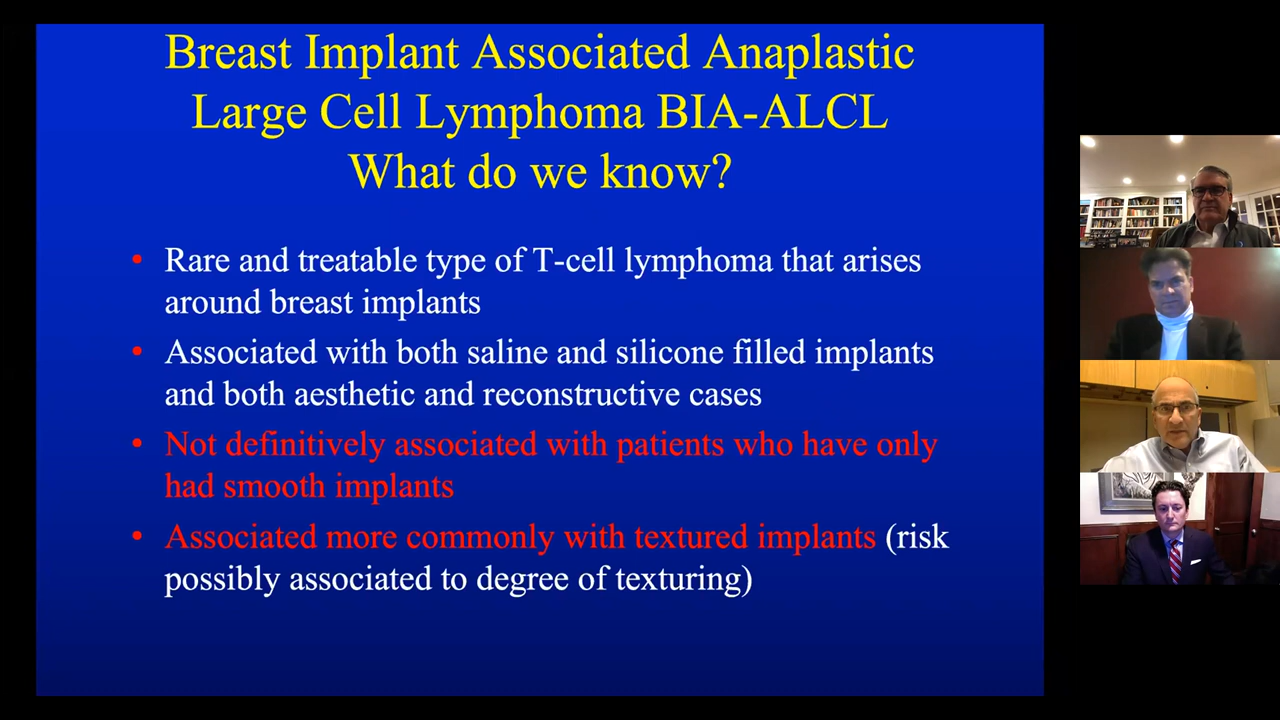 Breast Implant Associated Anaplastic
Large Cell Lymphoma BIA-ALCL
What do we know?
• Rare and treatable type of T-cell lymphoma that arises
around breast implants
• Associated with both saline and silicone filled implants
and both aesthetic and reconstructive cases
• Not definitively associated with patients who have only
had smooth implants
• Associated more commonly with textured implants (risk
possibly associated to degree of texturing)